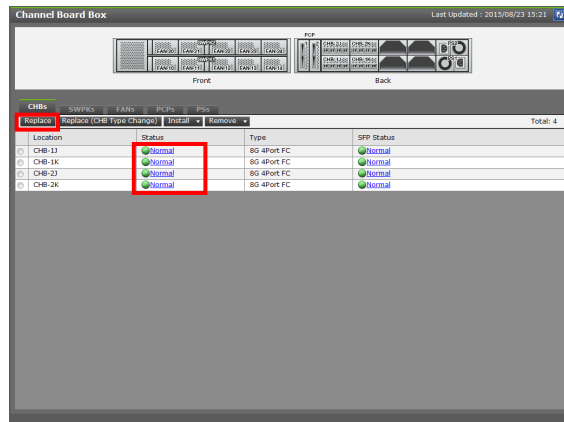 Channel Board Box Last Updated : 2015/08/23 15:21
PCP
Front Back
CHBs SWPKs FANs PCPs PSs
Replace Replace (CHB Type Change) Install Remove Total: 4
Location Status Type SFP Status
CHB-1J Normal 8G 4Port FC Normal
CHB-1K Normal 8G 4Port FC Normal
CHB-2J Normal 8G 4Port FC Normal
CHB-2K Normal 8G 4Port FC Normal